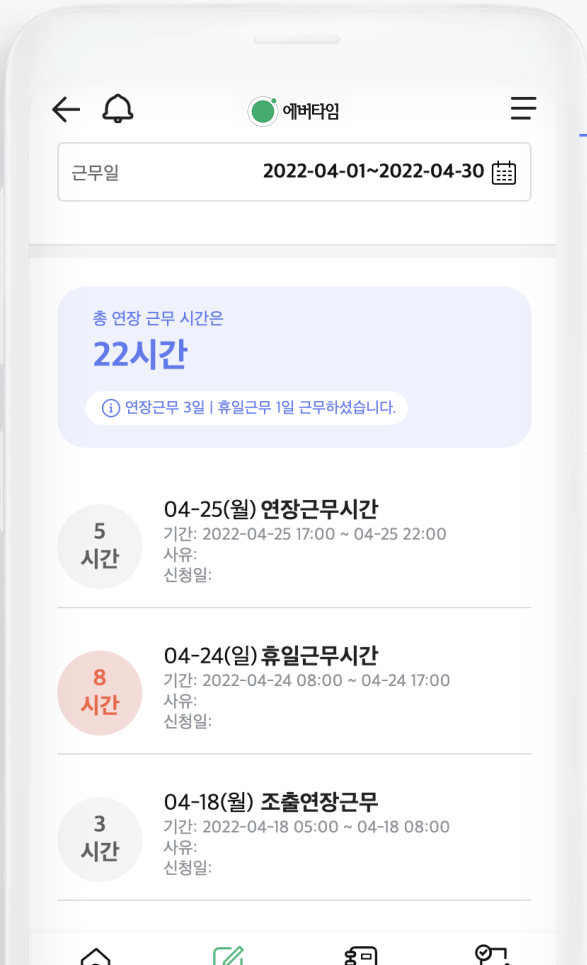 에버타임
근무일 2022-04-01~2022-04-30
총 연장 근무 시간은
22시간
연장근무 3일 | 휴일근무 1일 근무하셨습니다.
5
시간
04-25(월) 연장근무시간
기간: 2022-04-25 17:00 ~ 04-25 22:00
사유:
신청일:
8
시간
04-24(일) 휴일근무시간
기간: 2022-04-24 08:00 ~ 04-24 17:00
사유:
신청일:
3
시간
04-18(월) 조출연장근무
기간: 2022-04-18 05:00 ~ 04-18 08:00
사유:
신청일: